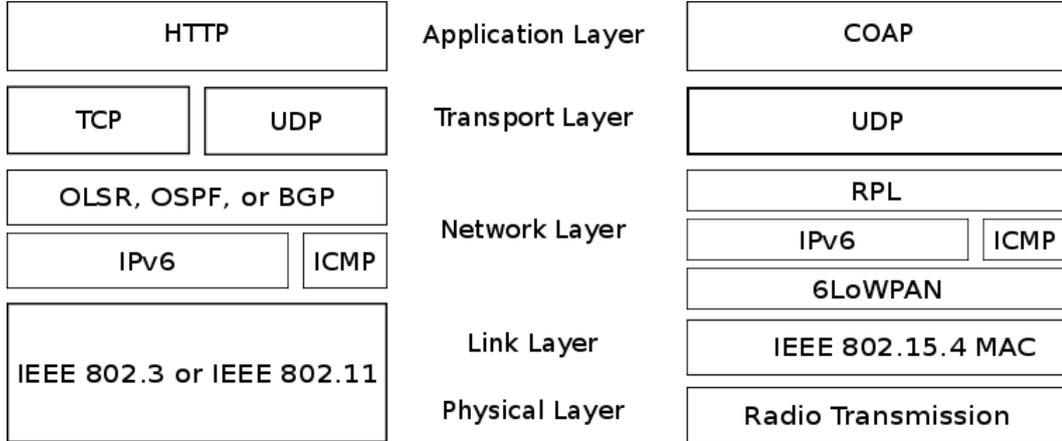 HTTP
Application Layer
COAP
TCP
UDP
Transport Layer
UDP
OLSR, OSPF, or BGP
RPL
Network Layer
IPv6
ICMP
IPv6
ICMP
6LoWPAN
Link Layer
IEEE 802.15.4 MAC
IEEE 802.3 or IEEE 802.11
Physical Layer
Radio Transmission